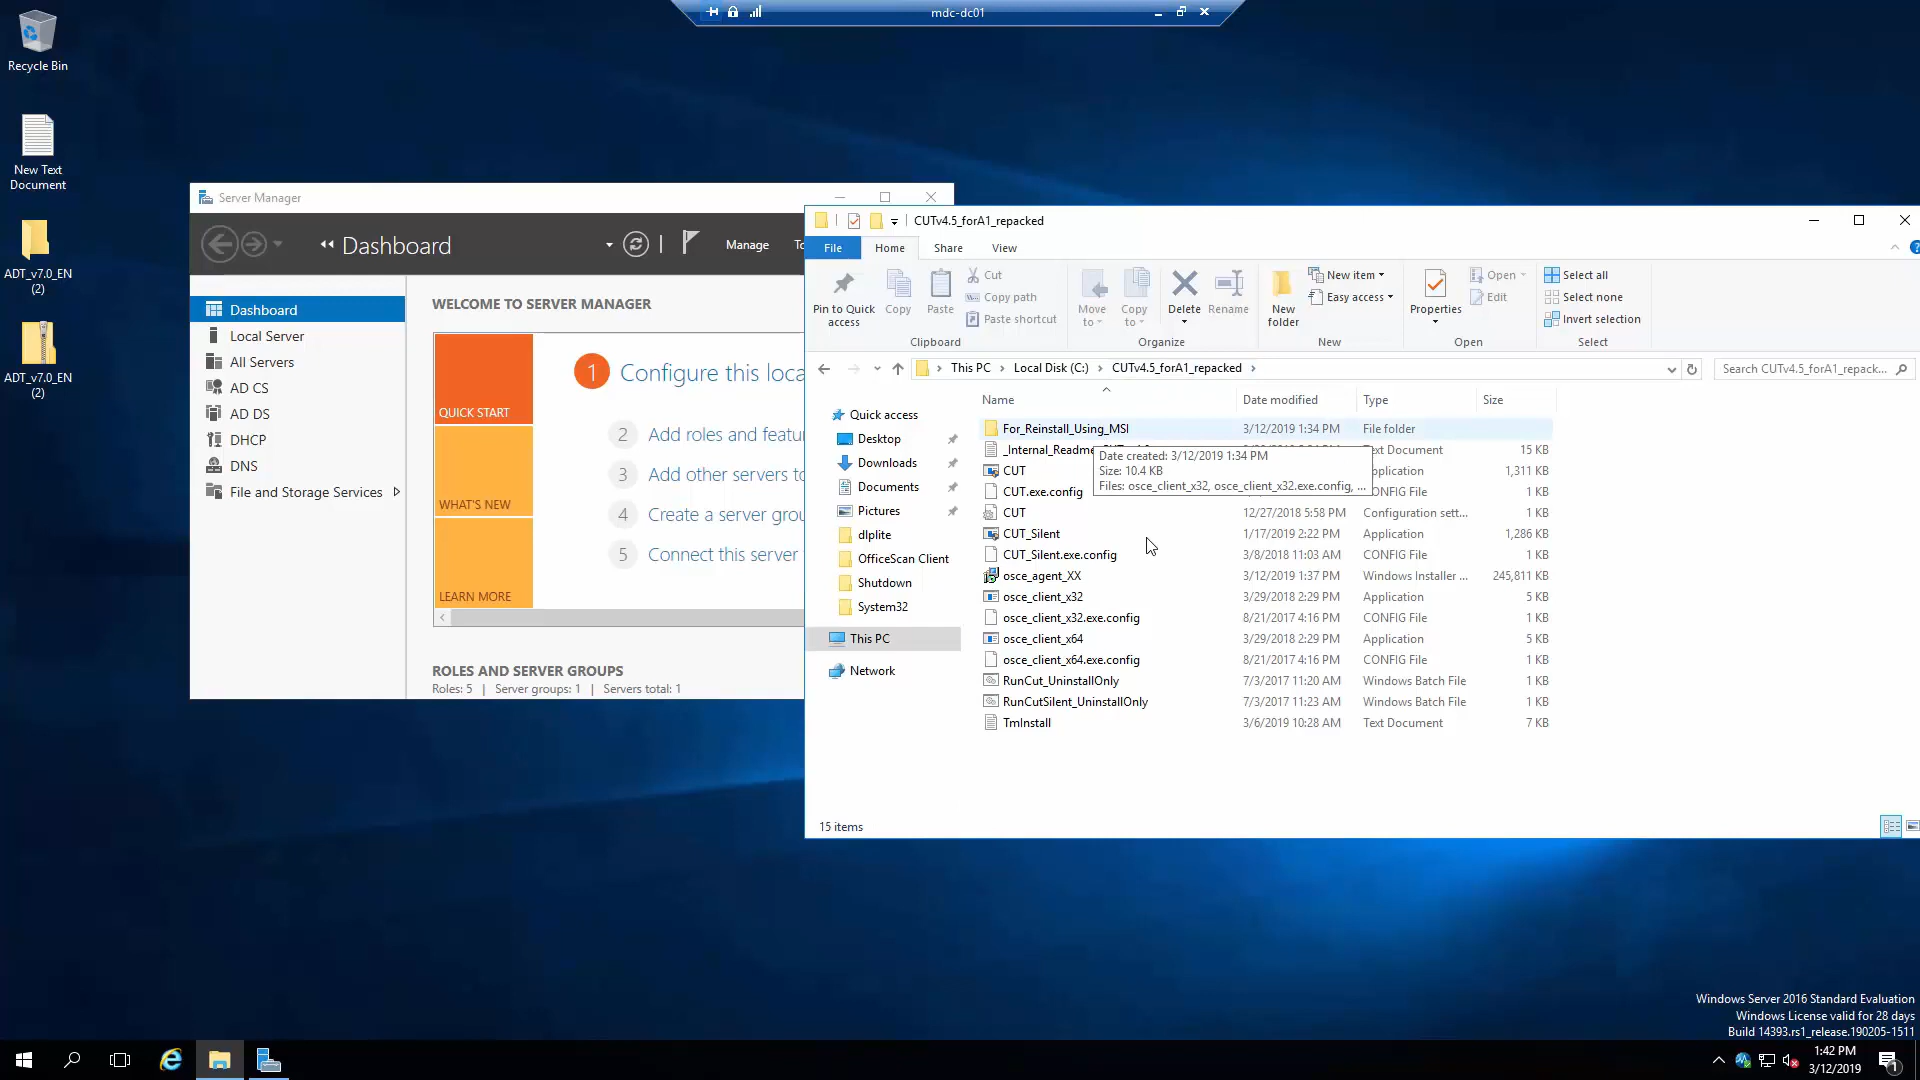 mdc-dc01
Recycle Bin
New Text
Document
ADT_v7.0_EN
(2)
ADT_v7.0_EN
(2)
Server Manager
Dashboard
Manage
Dashboard
Local Server
All Servers
AD CS
AD DS
DHCP
DNS
File and Storage Services
WELCOME TO SERVER MANAGER
QUICK START
WHAT'S NEW
LEARN MORE
1 Configure this loca
2 Add roles and featu
3 Add other servers to
4 Create a server grou
5 Connect this server
ROLES AND SERVER GROUPS
Roles: 5 | Server groups: 1 | Servers total: 1
CUTv4.5_forA1_repacked
File Home Share View
Pin to Quick
access
Copy
Paste
Cut
Copy path
Paste shortcut
Clipboard
Move
to
Copy
to
Delete
Rename
Organize
New
folder
New item
Easy access
New
Properties
Open
Edit
Open
Select all
Select none
Invert selection
Select
This PC > Local Disk (C:) > CUTv4.5_forA1_repacked >
Search CUTv4.5_forA1_repack...
Quick access
Desktop
Downloads
Documents
Pictures
dlplite
OfficeScan Client
Shutdown
System32
This PC
Network
Name Date modified Type Size
For_Reinstall_Using_MSI 3/12/2019 1:34 PM File folder
_Internal_Readme 15 KB
Date created: 3/12/2019 1:34 PM
Size: 10.4 KB
Files: osce_client_x32, osce_client_x32.exe.config, ...
CUT 1,311 KB
CUT.exe.config 1 KB
CUT 12/27/2018 5:58 PM Configuration sett... 1 KB
CUT_Silent 1/17/2019 2:22 PM Application 1,286 KB
CUT_Silent.exe.config 3/8/2018 11:03 AM CONFIG File 1 KB
osce_agent_XX 3/12/2019 1:37 PM Windows Installer ... 245,811 KB
osce_client_x32 3/29/2018 2:29 PM Application 5 KB
osce_client_x32.exe.config 8/21/2017 4:16 PM CONFIG File 1 KB
osce_client_x64 3/29/2018 2:29 PM Application 5 KB
osce_client_x64.exe.config 8/21/2017 4:16 PM CONFIG File 1 KB
RunCut_UninstallOnly 7/3/2017 11:20 AM Windows Batch File 1 KB
RunCutSilent_UninstallOnly 7/3/2017 11:23 AM Windows Batch File 1 KB
TmInstall 3/6/2019 10:28 AM Text Document 7 KB
15 items
Windows Server 2016 Standard Evaluation
Windows License valid for 28 days
Build 14393.rs1_release.190205-1511
1:42 PM
3/12/2019
1